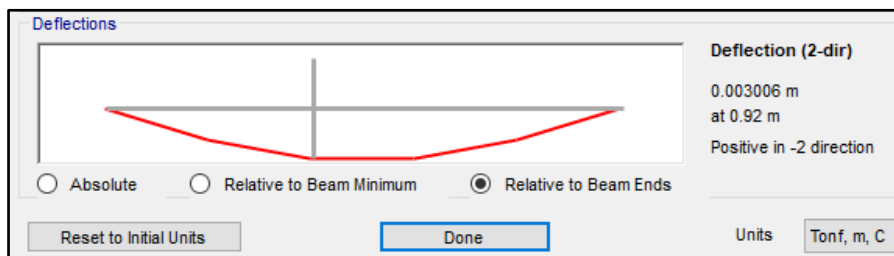 Deflections
Deflection (2-dir)
0.003006 m
at 0.92 m
Positive in -2 direction
Absolute
Relative to Beam Minimum
Relative to Beam Ends
Reset to Initial Units
Done
Units
Tonf, m, C